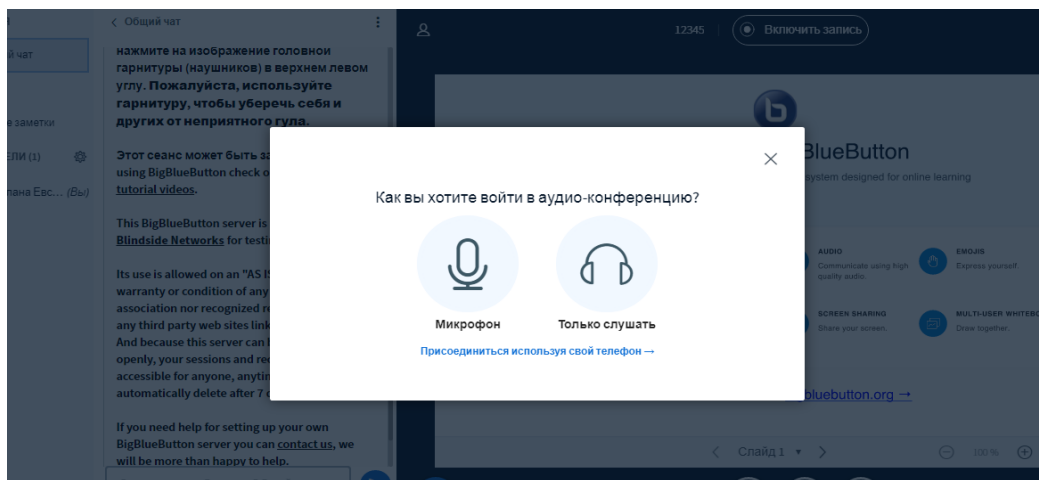 й чат
е заметки
ЕЛИ (1)
лана Евс... (Вы)
Общий чат
нажмите на изображение головной
гарнитуры (наушников) в верхнем левом
углу. Пожалуйста, используйте
гарнитуру, чтобы уберечь себя и
других от неприятного гула.
Этот сеанс может быть за
using BigBlueButton check o
tutorial videos.
This BigBlueButton server is
Blindside Networks for testi
Its use is allowed on an "AS IS
warranty or condition of any
association nor recognized re
any third party web sites link
And because this server can b
openly, your sessions and rec
accessible for anyone, anytim
automatically delete after 7 d
If you need help for setting up your own
BigBlueButton server you can contact us, we
will be more than happy to help.
12345
Включить запись
Как вы хотите войти в аудио-конференцию?
Микрофон
Только слушать
Присоединиться используя свой телефон →
BlueButton
system designed for online learning
AUDIO
Communicate using high
quality audio.
EMOJIS
Express yourself.
SCREEN SHARING
Share your screen.
MULTI-USER WHITEBO
Draw together.
bluebutton.org →
Слайд 1
100 %